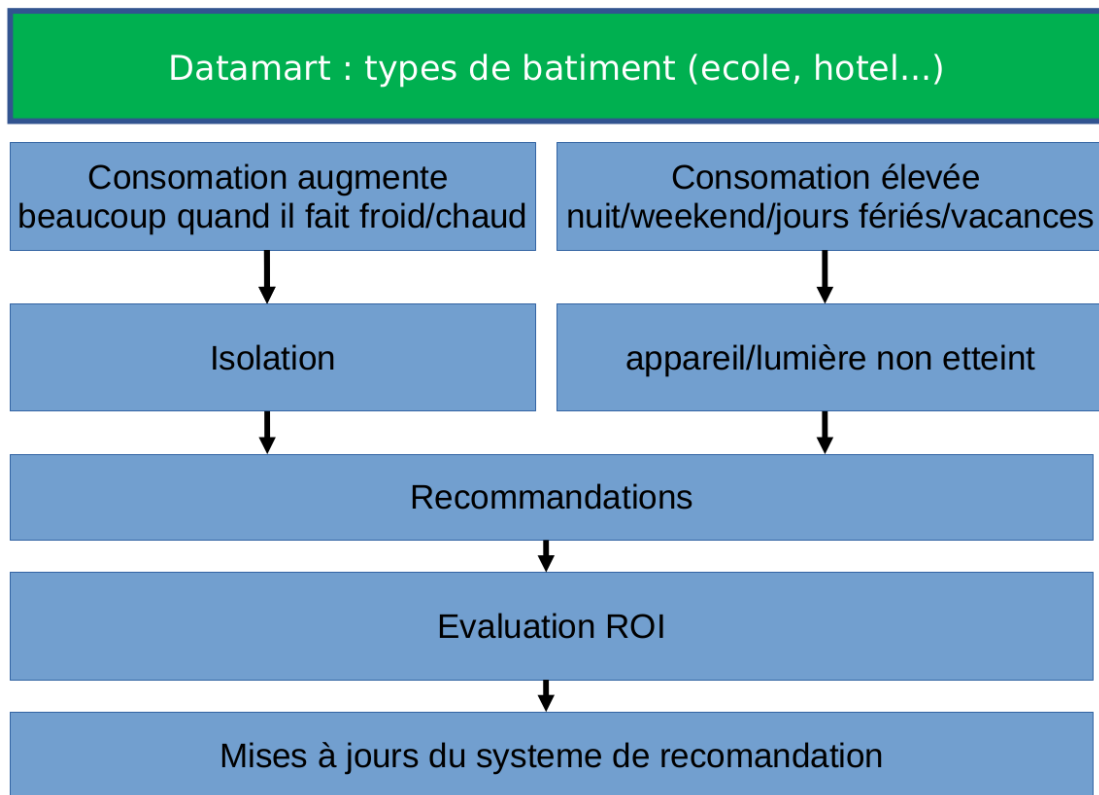 Datamart : types de batiment (ecole, hotel...)
Consomation augmente
beaucoup quand il fait froid/chaud
Consomation élevée
nuit/weekend/jours fériés/vacances
Isolation
appareil/lumière non etteint
Recommandations
Evaluation ROI
Mises à jours du systeme de recomandation